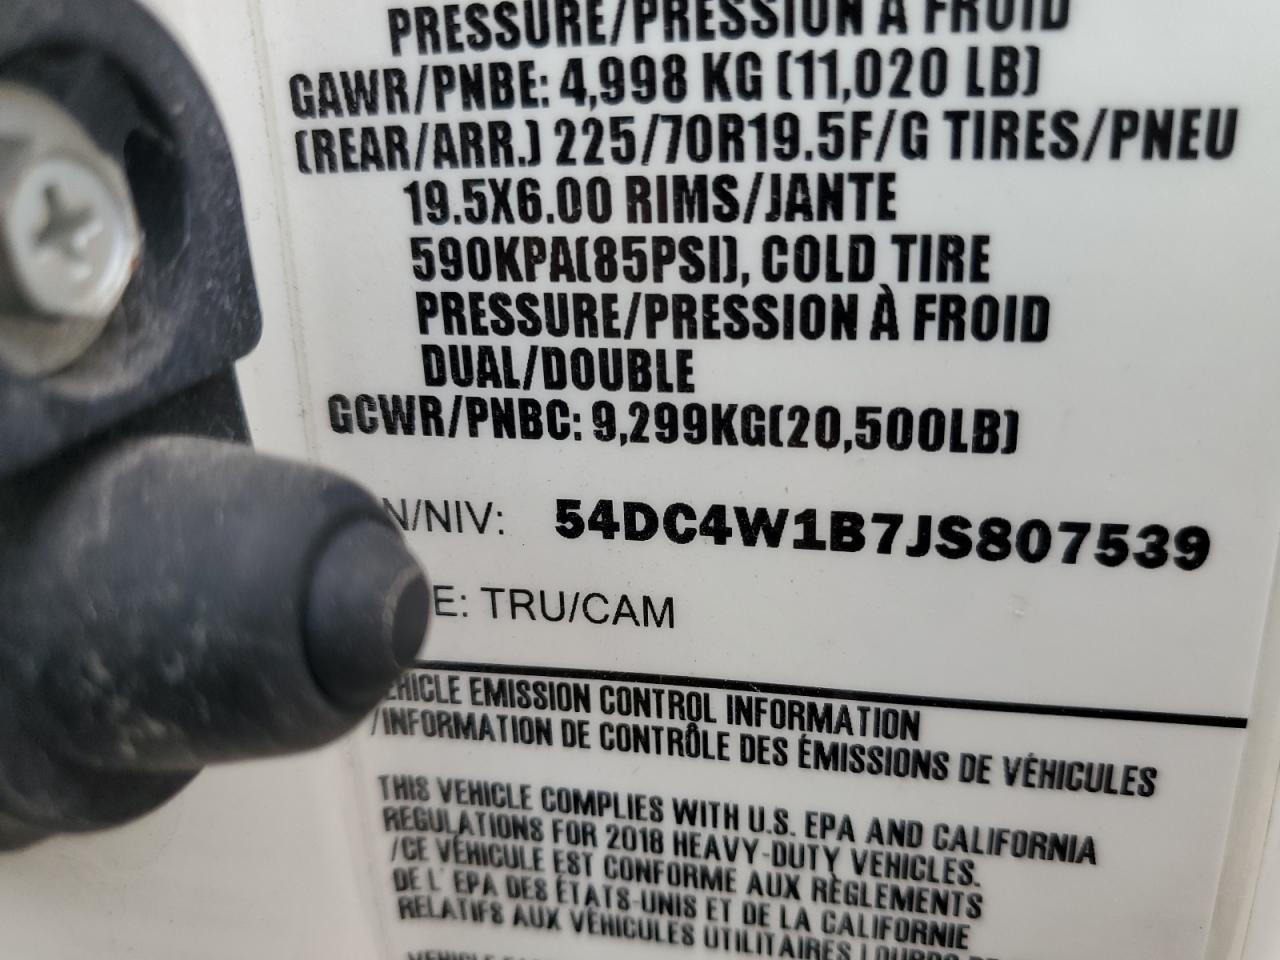 PRESSURE/PRESSION À FROID
GAWR/PNBE: 4,998 KG (11,020 LB)
(REAR/ARR.) 225/70R19.5F/G TIRES/PNEU
19.5X6.00 RIMS/JANTE
590KPA(85PSI), COLD TIRE
PRESSURE/PRESSION À FROID
DUAL/DOUBLE
GCWR/PNBC: 9,299KG(20,500LB)
N/NIV: 54DC4W1B7JS807539
E: TRU/CAM
VEHICLE EMISSION CONTROL INFORMATION
/INFORMATION DE CONTRÔLE DES ÉMISSIONS DE VÉHICULES
THIS VEHICLE COMPLIES WITH U.S. EPA AND CALIFORNIA
REGULATIONS FOR 2018 HEAVY-DUTY VEHICLES.
/CE VÉHICULE EST CONFORME AUX RÈGLEMENTS
DE L'EPA DES ÉTATS-UNIS ET DE LA CALIFORNIE
RELATIFS AUX VÉHICULES UTILITAIRES LOURDS DE